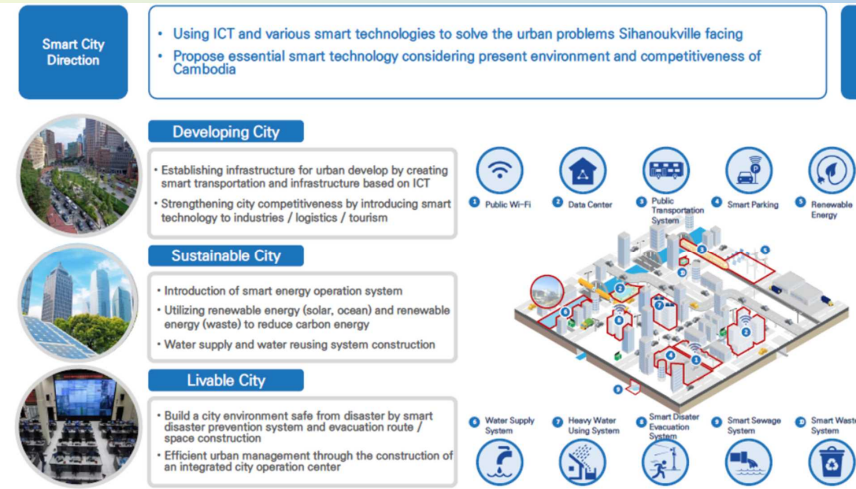 Smart City
Direction
• Using ICT and various smart technologies to solve the urban problems Sihanoukville facing
• Propose essential smart technology considering present environment and competitiveness of
Cambodia
Developing City
• Establishing infrastructure for urban develop by creating
smart transportation and infrastructure based on ICT
• Strengthening city competitiveness by introducing smart
technology to industries / logistics / tourism
Sustainable City
• Introduction of smart energy operation system
• Utilizing renewable energy (solar, ocean) and renewable
energy (waste) to reduce carbon energy
• Water supply and water reusing system construction
Livable City
• Build a city environment safe from disaster by smart
disaster prevention system and evacuation route /
space construction
• Efficient urban management through the construction of
an integrated city operation center
1 Public Wi-Fi
2 Data Center
3 Public
Transportation
System
4 Smart Parking
5 Renewable
Energy
6 Water Supply
System
7 Heavy Water
Using System
8 Smart Disater
Evacuation
System
9 Smart Sewage
System
10 Smart Waste
System